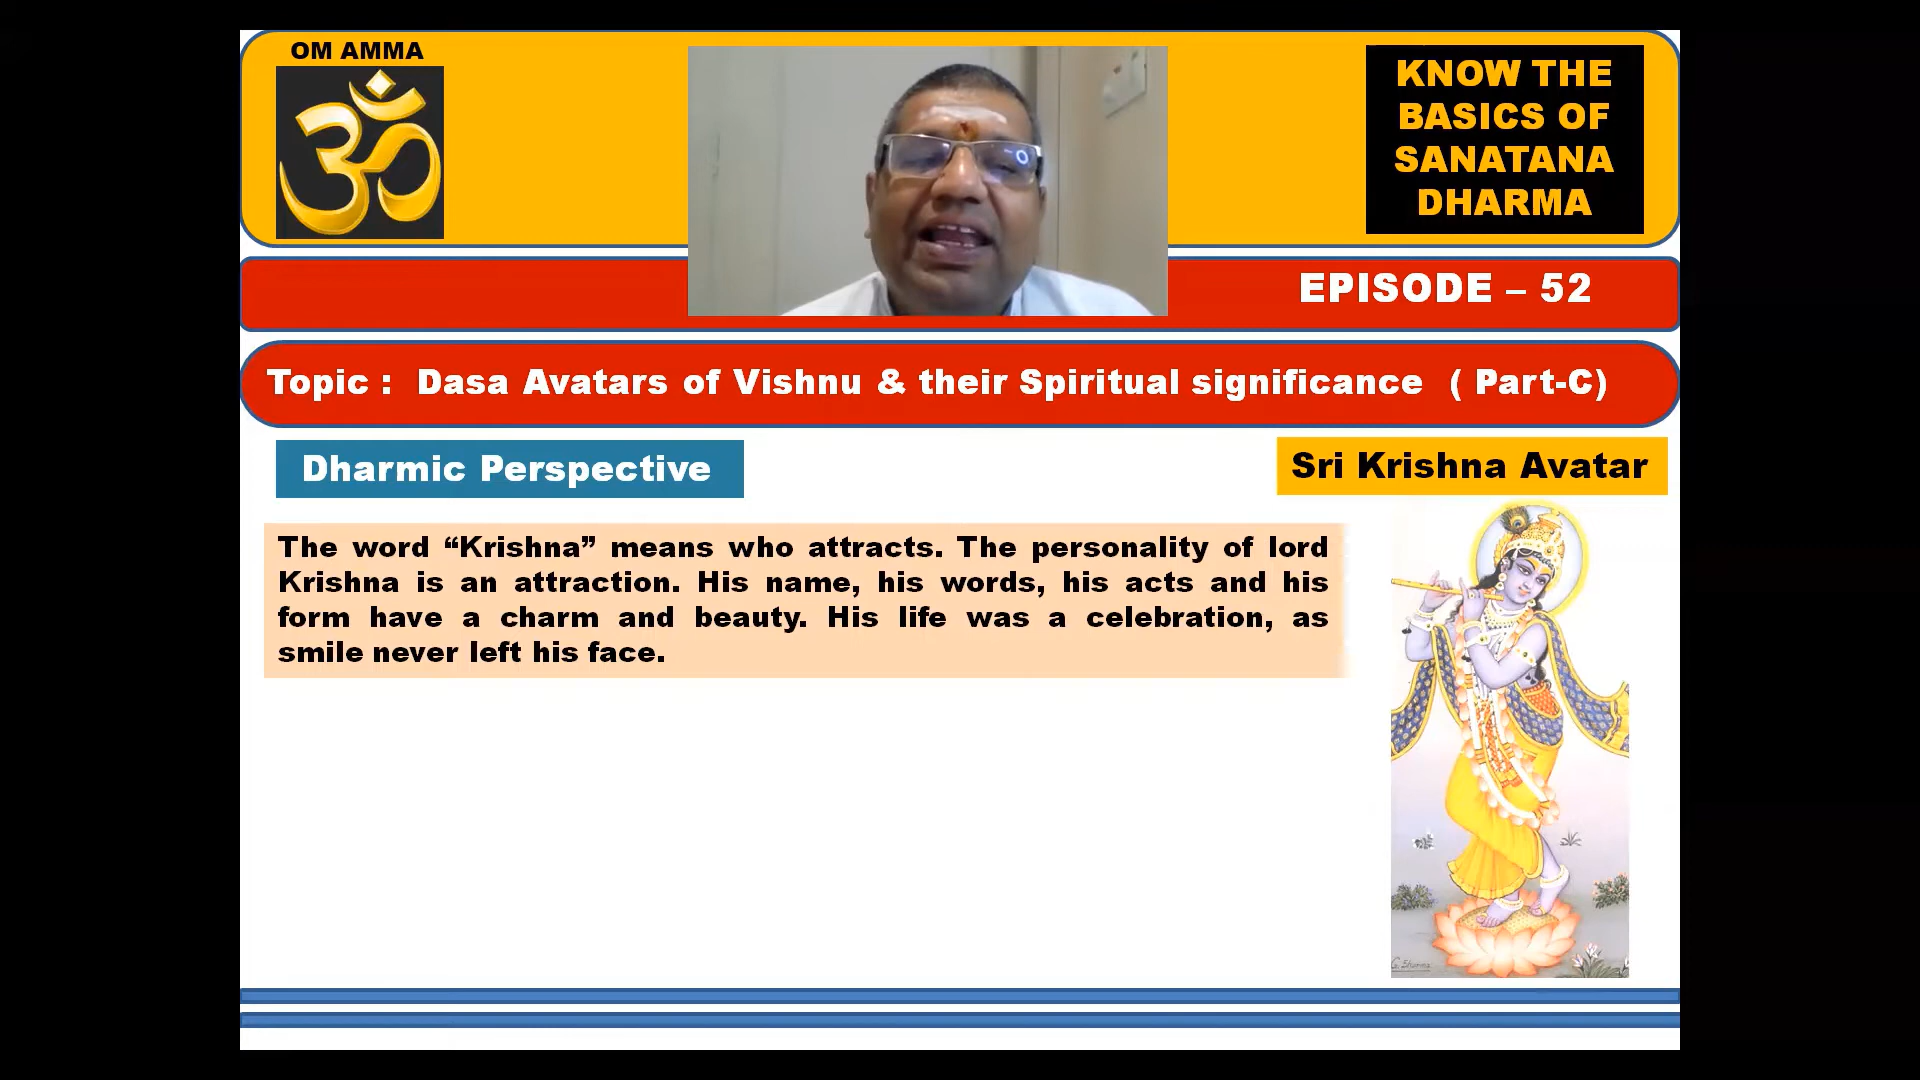 OM AMMA
KNOW THE
BASICS OF
SANATANA
DHARMA
EPISODE – 52
Topic : Dasa Avatars of Vishnu & their Spiritual significance ( Part-C)
Dharmic Perspective
Sri Krishna Avatar
The word “Krishna” means who attracts. The personality of lord
Krishna is an attraction. His name, his words, his acts and his
form have a charm and beauty. His life was a celebration, as
smile never left his face.
G. Sharma